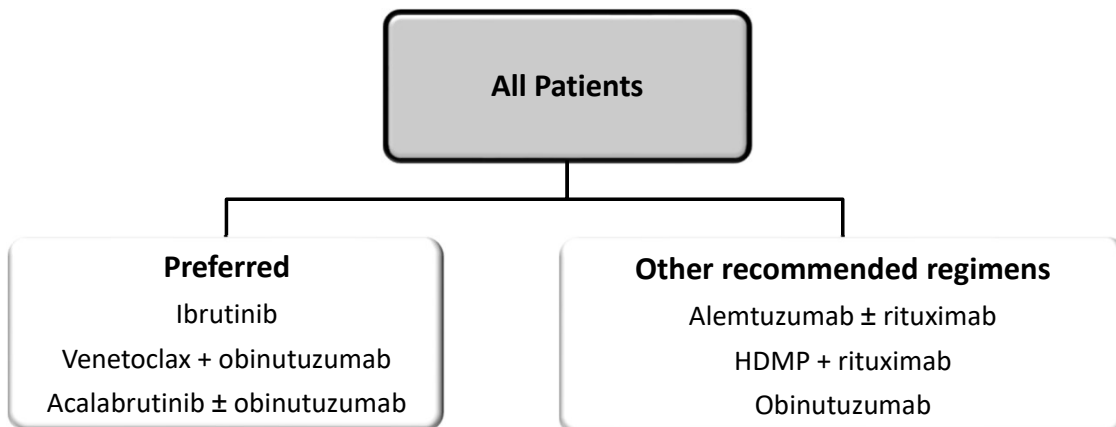 All Patients
Preferred
Ibrutinib
Venetoclax + obinutuzumab
Acalabrutinib ± obinutuzumab
Other recommended regimens
Alemtuzumab ± rituximab
HDMP + rituximab
Obinutuzumab